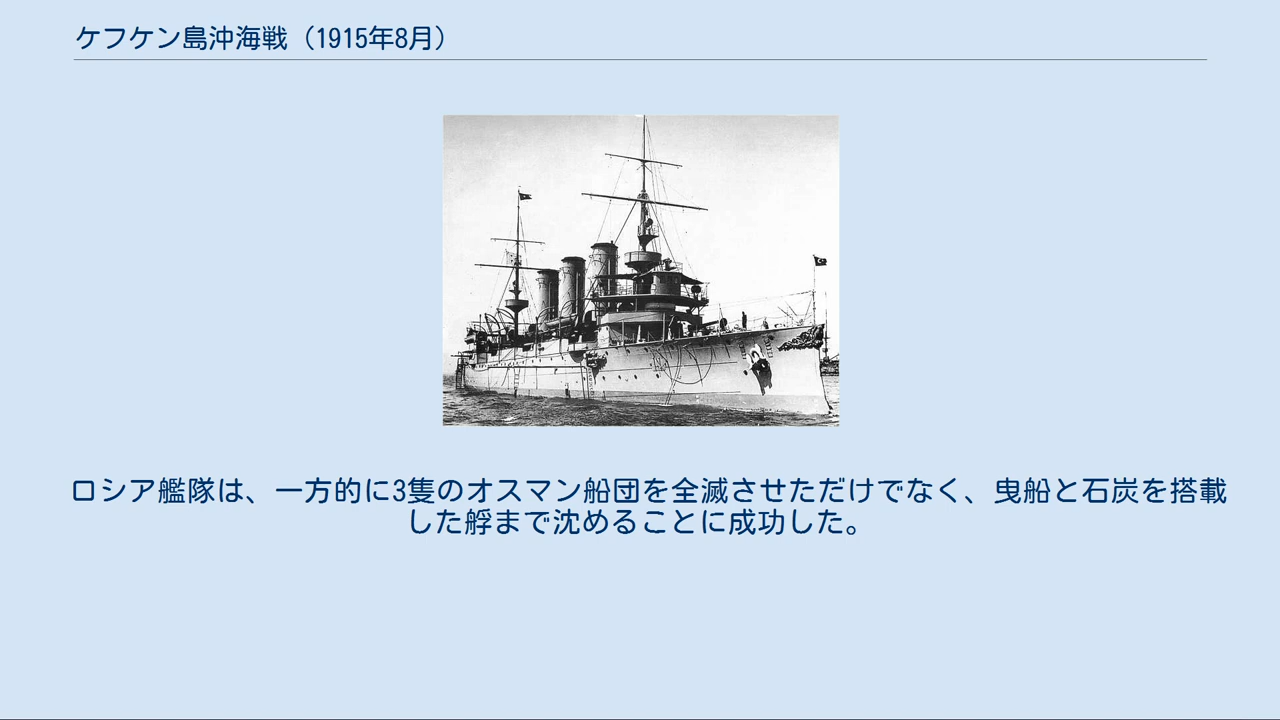 ケフケン島沖海戦（1915年8月）
ロシア艦隊は、一方的に3隻のオスマン船団を全滅させただけでなく、曳船と石炭を搭載
した艀まで沈めることに成功した。